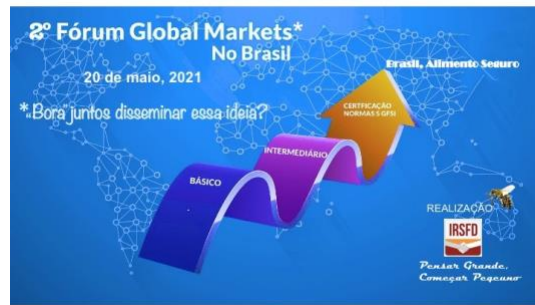 2º Fórum Global Markets*
No Brasil
20 de maio, 2021
Brasil, Alimento Seguro
*"Bora" juntos disseminar essa ideia?
CERTFICAÇÃO
NORMAS S GFSI
INTERMEDIÁRIO
BÁSICO
REALIZAÇÃO
IRSFD
Pensar Grande,
Começar Pequeno